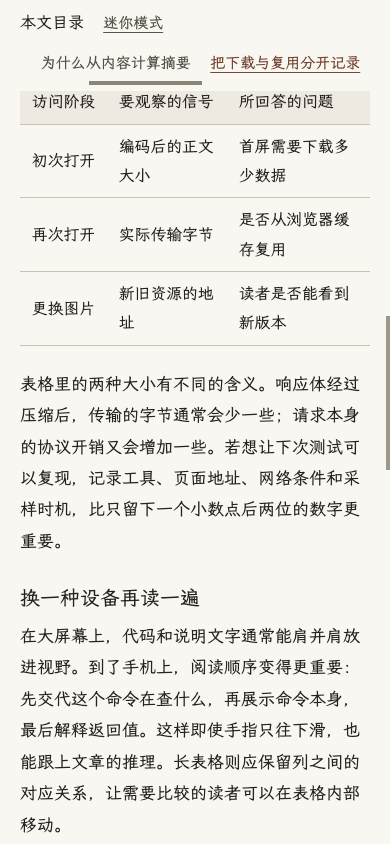 本文目录 迷你模式
为什么从内容计算摘要 把下载与复用分开记录
访问阶段 要观察的信号 所回答的问题
初次打开 编码后的正文大小 首屏需要下载多少数据
再次打开 实际传输字节 是否从浏览器缓存复用
更换图片 新旧资源的地址 读者是否能看到新版本
表格里的两种大小有不同的含义。响应体经过
压缩后，传输的字节通常会少一些；请求本身
的协议开销又会增加一些。若想让下次测试可
以复现，记录工具、页面地址、网络条件和采
样时机，比只留下一个小数点后两位的数字更
重要。
换一种设备再读一遍
在大屏幕上，代码和说明文字通常能肩并肩放
进视野。到了手机上，阅读顺序变得更重要：
先交代这个命令在查什么，再展示命令本身，
最后解释返回值。这样即使手指只往下滑，也
能跟上文章的推理。长表格则应保留列之间的
对应关系，让需要比较的读者可以在表格内部
移动。